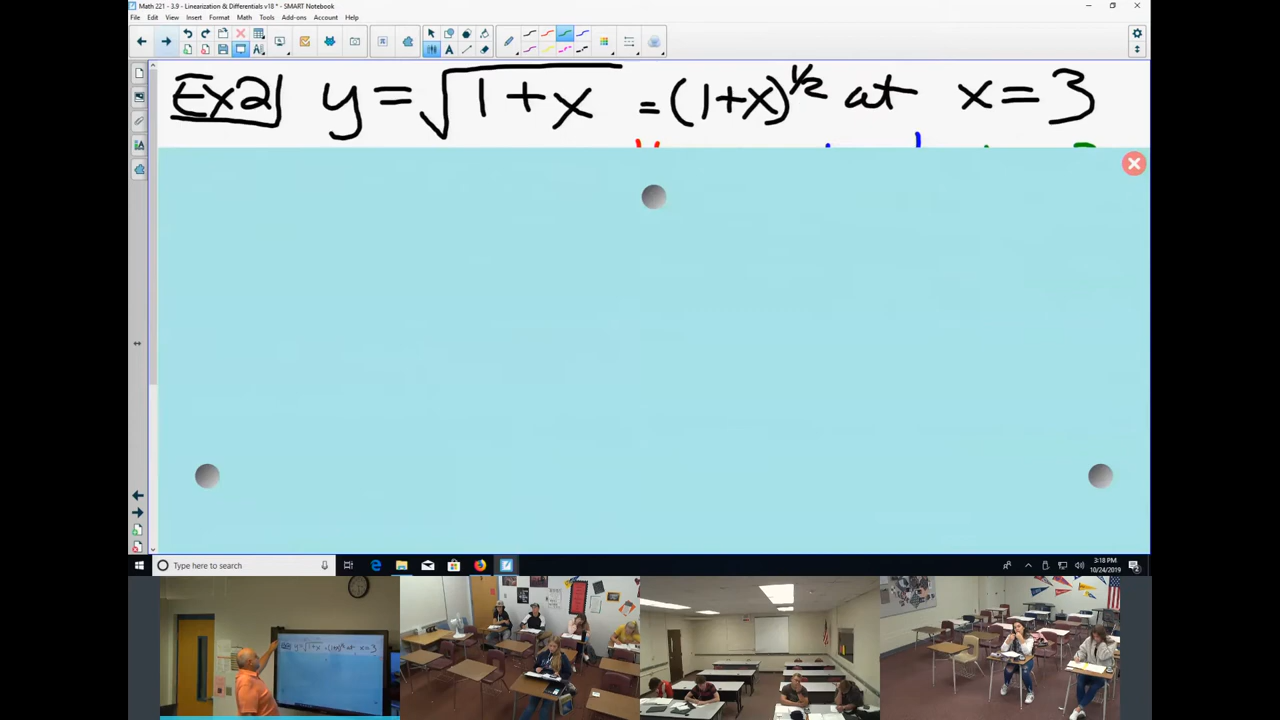 Math 221 - 3.9 - Linearization & Differentials v18 * - SMART Notebook
File Edit View Insert Format Math Tools Add-ons Account Help
Ex2 y = √1+x = (1+x)^1/2 at x = 3
Type here to search
3:18 PM
10/24/2019